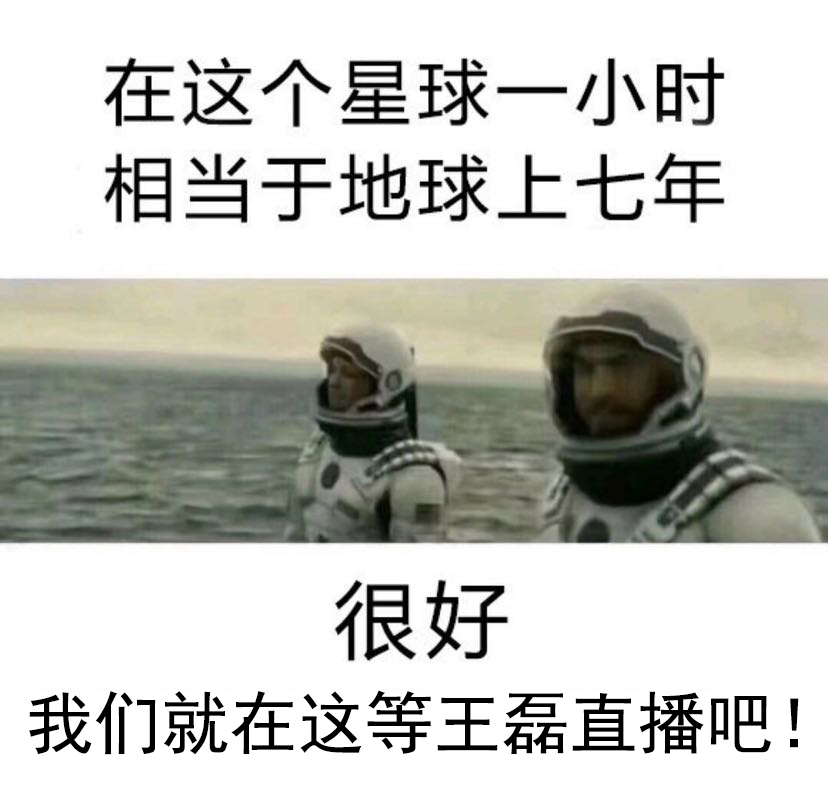 在这个星球一小时
相当于地球上七年
很好
我们就在这等王磊直播吧！